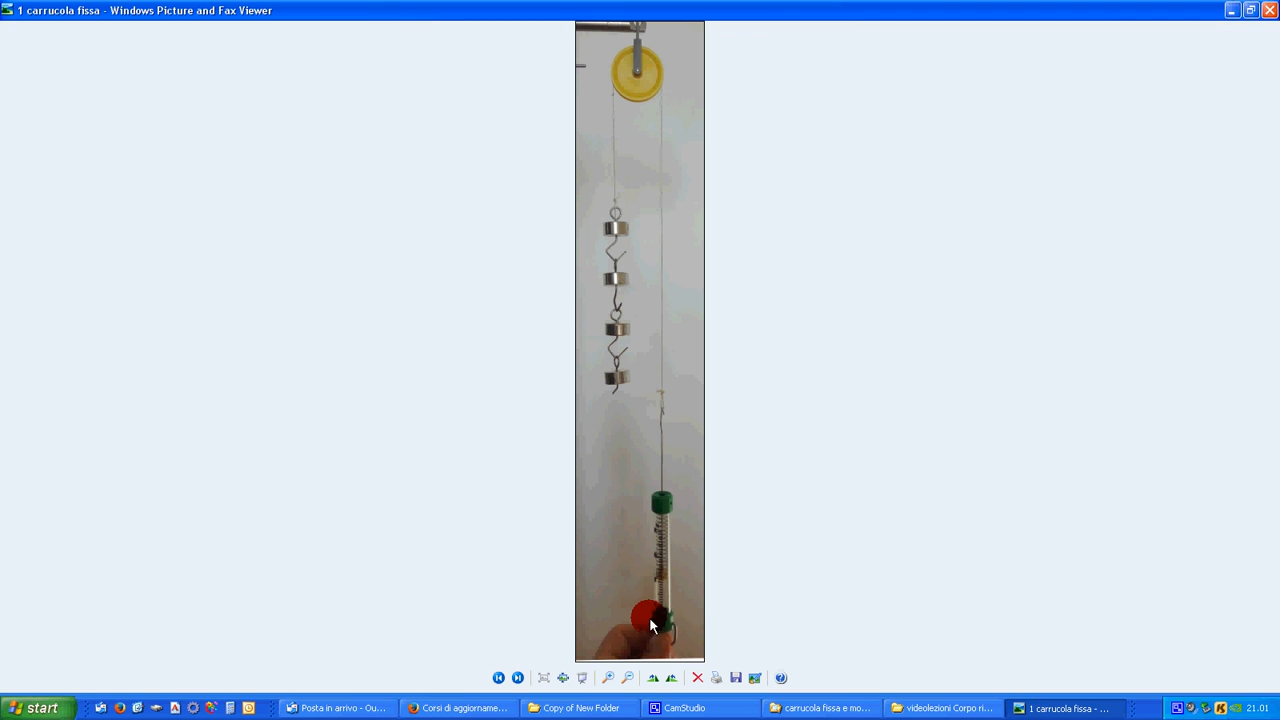 1 carrucola fissa - Windows Picture and Fax Viewer
start
Posta in arrivo - Ou...
Corsi di aggiorname...
Copy of New Folder
CamStudio
carrucola fissa e mo...
videolezioni Corpo ri...
1 carrucola fissa - ...
21.01